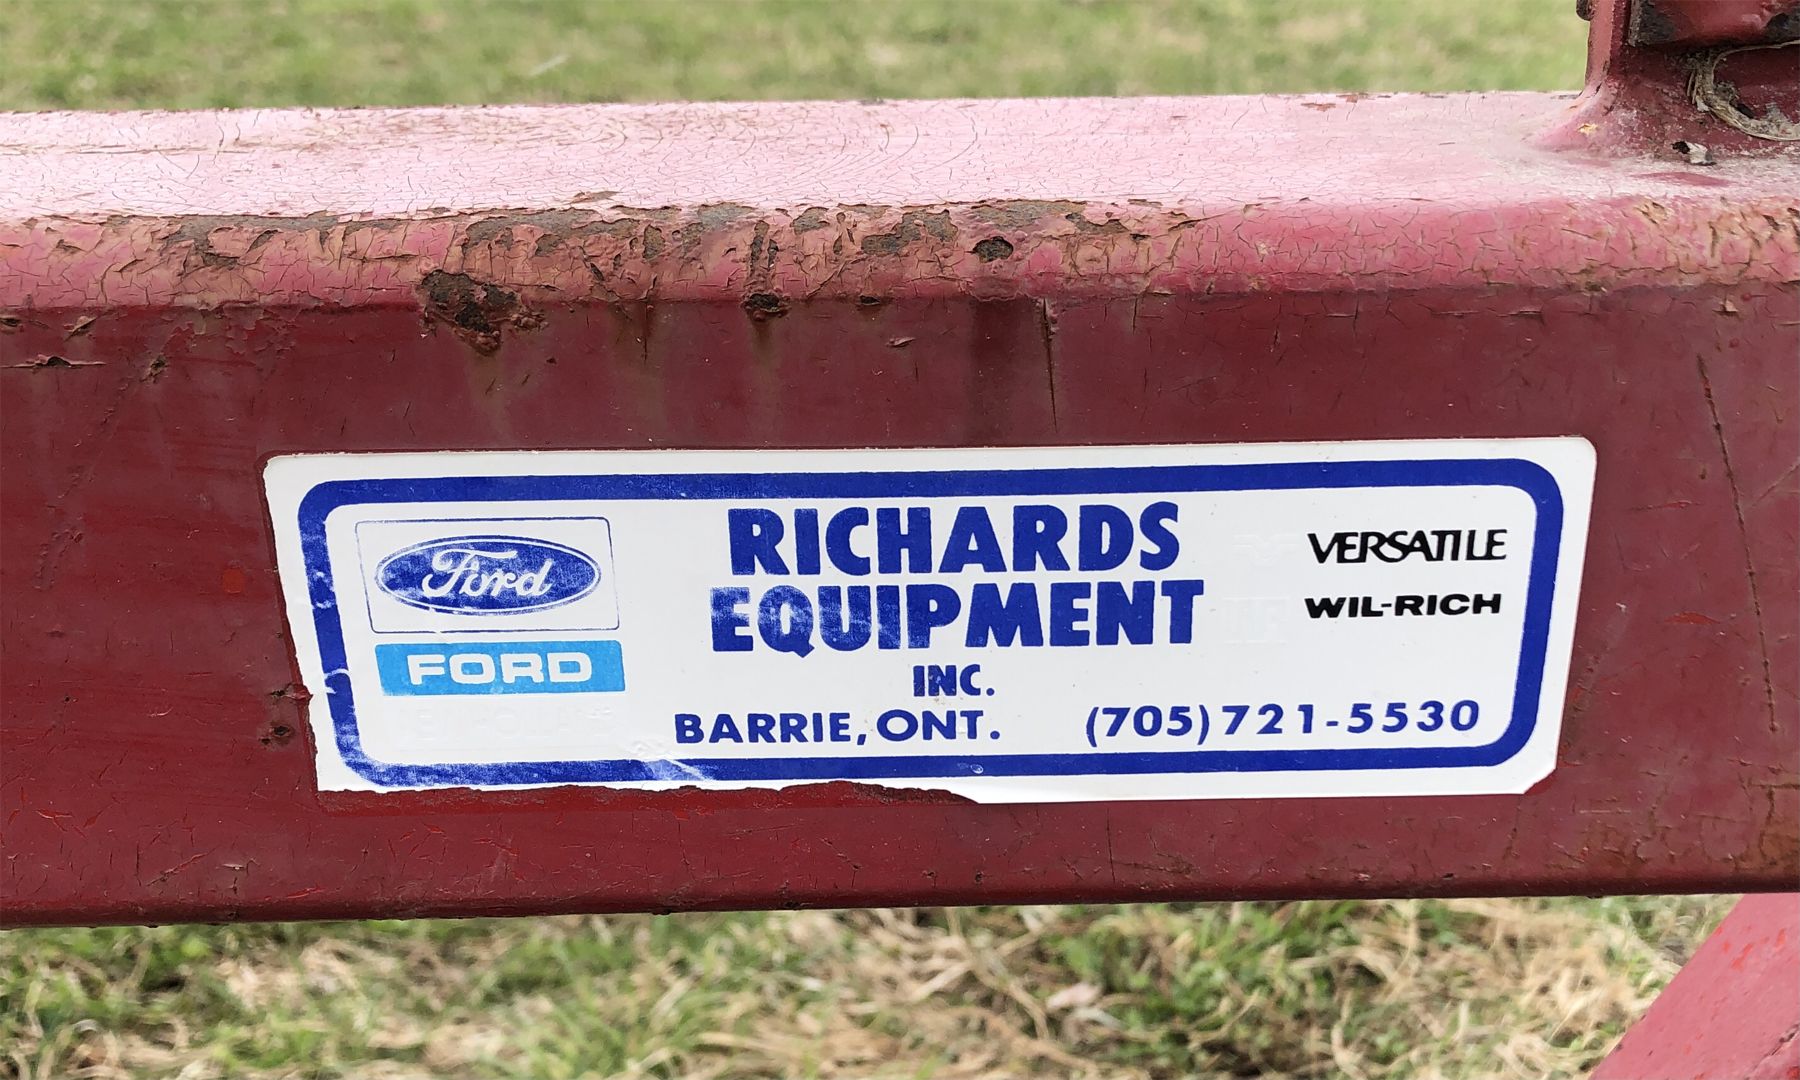 Ford
FORD
RICHARDS
EQUIPMENT
INC.
BARRIE, ONT. (705) 721-5530
VERSATILE
WIL-RICH